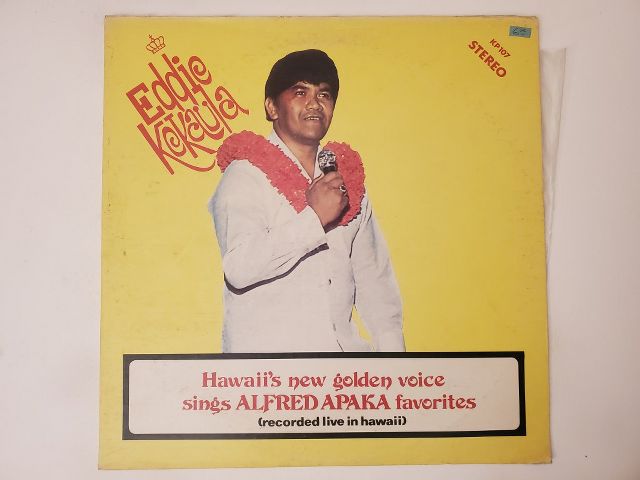 Eddie
Kekaula
KP107
STEREO
Hawaii's new golden voice
sings ALFRED APAKA favorites
(recorded live in hawaii)